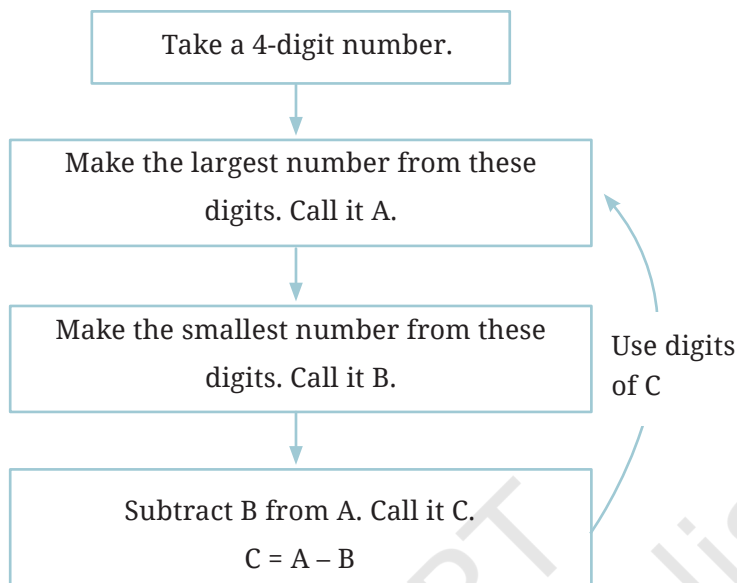 Take a 4-digit number.
Make the largest number from these
digits. Call it A.
Make the smallest number from these
digits. Call it B.
Use digits
of C
Subtract B from A. Call it C.
C = A – B